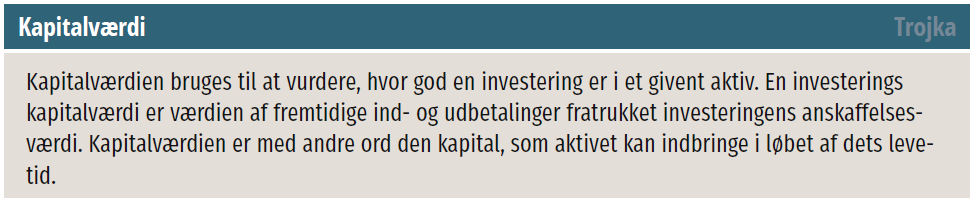 Kapitalværdi Trojka
Kapitalværdien bruges til at vurdere, hvor god en investering er i et givent aktiv. En investerings
kapitalværdi er værdien af fremtidige ind- og udbetalinger fratrukket investeringens anskaffelses-
værdi. Kapitalværdien er med andre ord den kapital, som aktivet kan indbringe i løbet af dets leve-
tid.